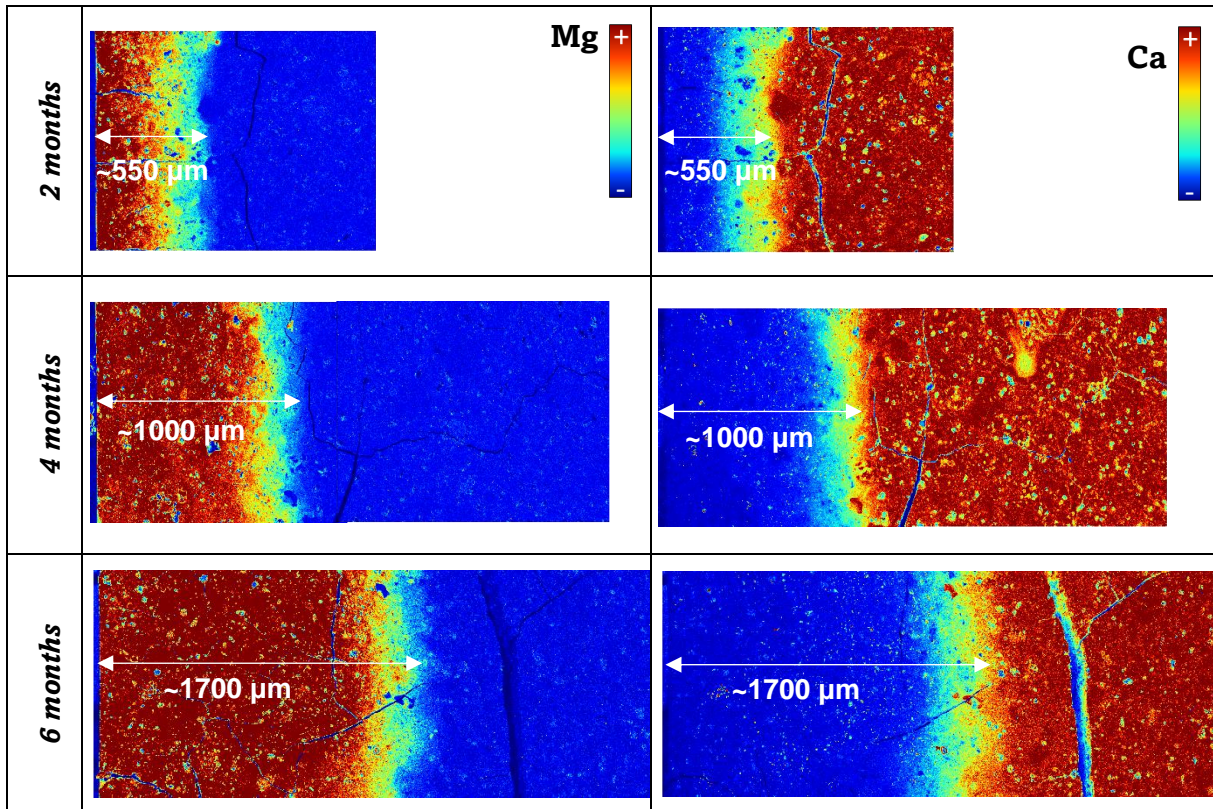 Mg
+
-
Ca
+
-
2 months
~550 µm
~550 µm
4 months
~1000 µm
~1000 µm
6 months
~1700 µm
~1700 µm